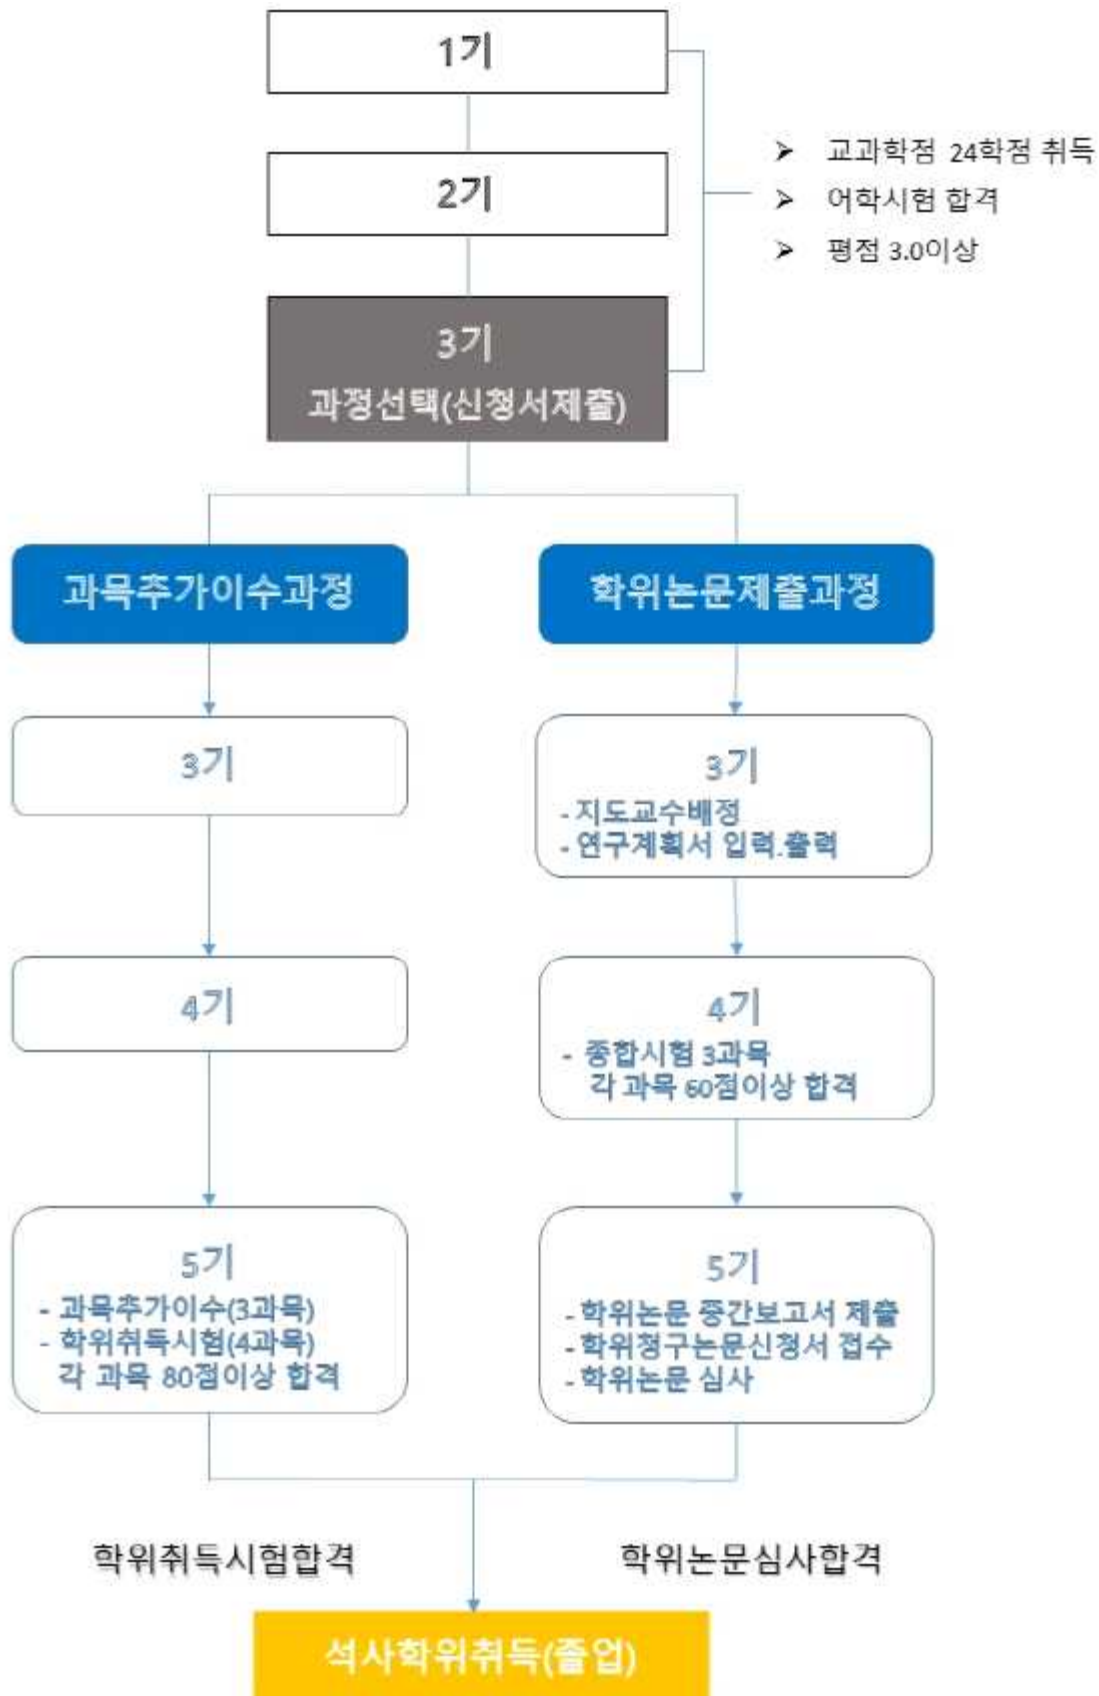 1기
2기
➤ 교과학점 24학점 취득
➤ 어학시험 합격
➤ 평점 3.0이상
3기
과정선택(신청서제출)
과목추가이수과정
3기
4기
5기
- 과목추가이수(3과목)
- 학위취득시험(4과목)
각 과목 80점이상 합격
학위취득시험합격
학위논문제출과정
3기
- 지도교수배정
- 연구계획서 입력.출력
4기
- 종합시험 3과목
각 과목 60점이상 합격
5기
- 학위논문 중간보고서 제출
- 학위청구논문신청서 접수
- 학위논문 심사
학위논문심사합격
석사학위취득(졸업)